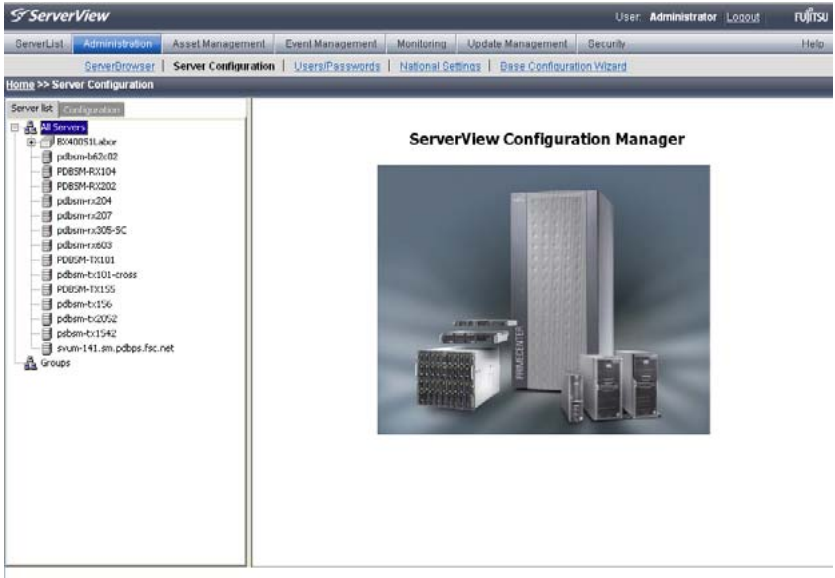 ServerView User: Administrator Logout FUJITSU
ServerList Administration Asset Management Event Management Monitoring Update Management Security Help
ServerBrowser | Server Configuration | Users/Passwords | National Settings | Base Configuration Wizard
Home >> Server Configuration
Server list Configuration
All Servers
BX40051Labor
pdbsm-b62c02
PDBSM-RX104
PDBSM-RX202
pdbsm-rx204
pdbsm-rx207
pdbsm-rx305-SC
pdbsm-rx603
PDBSM-TX101
pdbsm-tx101-cross
PDBSM-TX155
pdbsm-tx156
pdbsm-tx2052
psbsm-tx1542
svum-141.sm.pdbps.fsc.net
Groups
ServerView Configuration Manager
PRIMECENTER